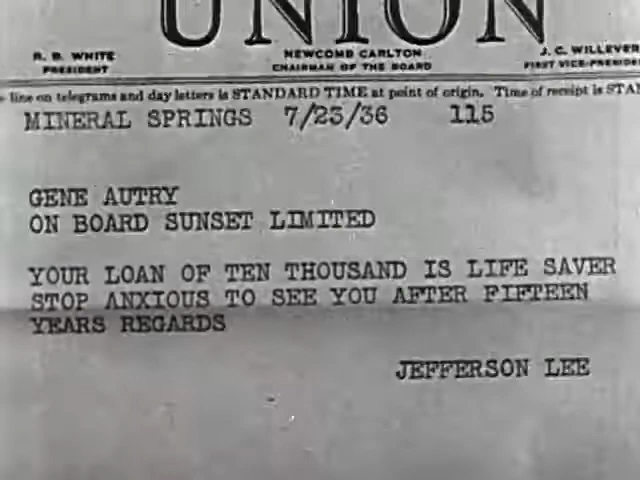 UNION
R. B. WHITE
PRESIDENT
NEWCOMB CARLTON
CHAIRMAN OF THE BOARD
J. C. WILLEVER
FIRST VICE-PRESIDENT
line on telegrams and day letters is STANDARD TIME at point of origin. Time of receipt is STA
MINERAL SPRINGS 7/23/36 115
GENE AUTRY
ON BOARD SUNSET LIMITED
YOUR LOAN OF TEN THOUSAND IS LIFE SAVER
STOP ANXIOUS TO SEE YOU AFTER FIFTEEN
YEARS REGARDS
JEFFERSON LEE